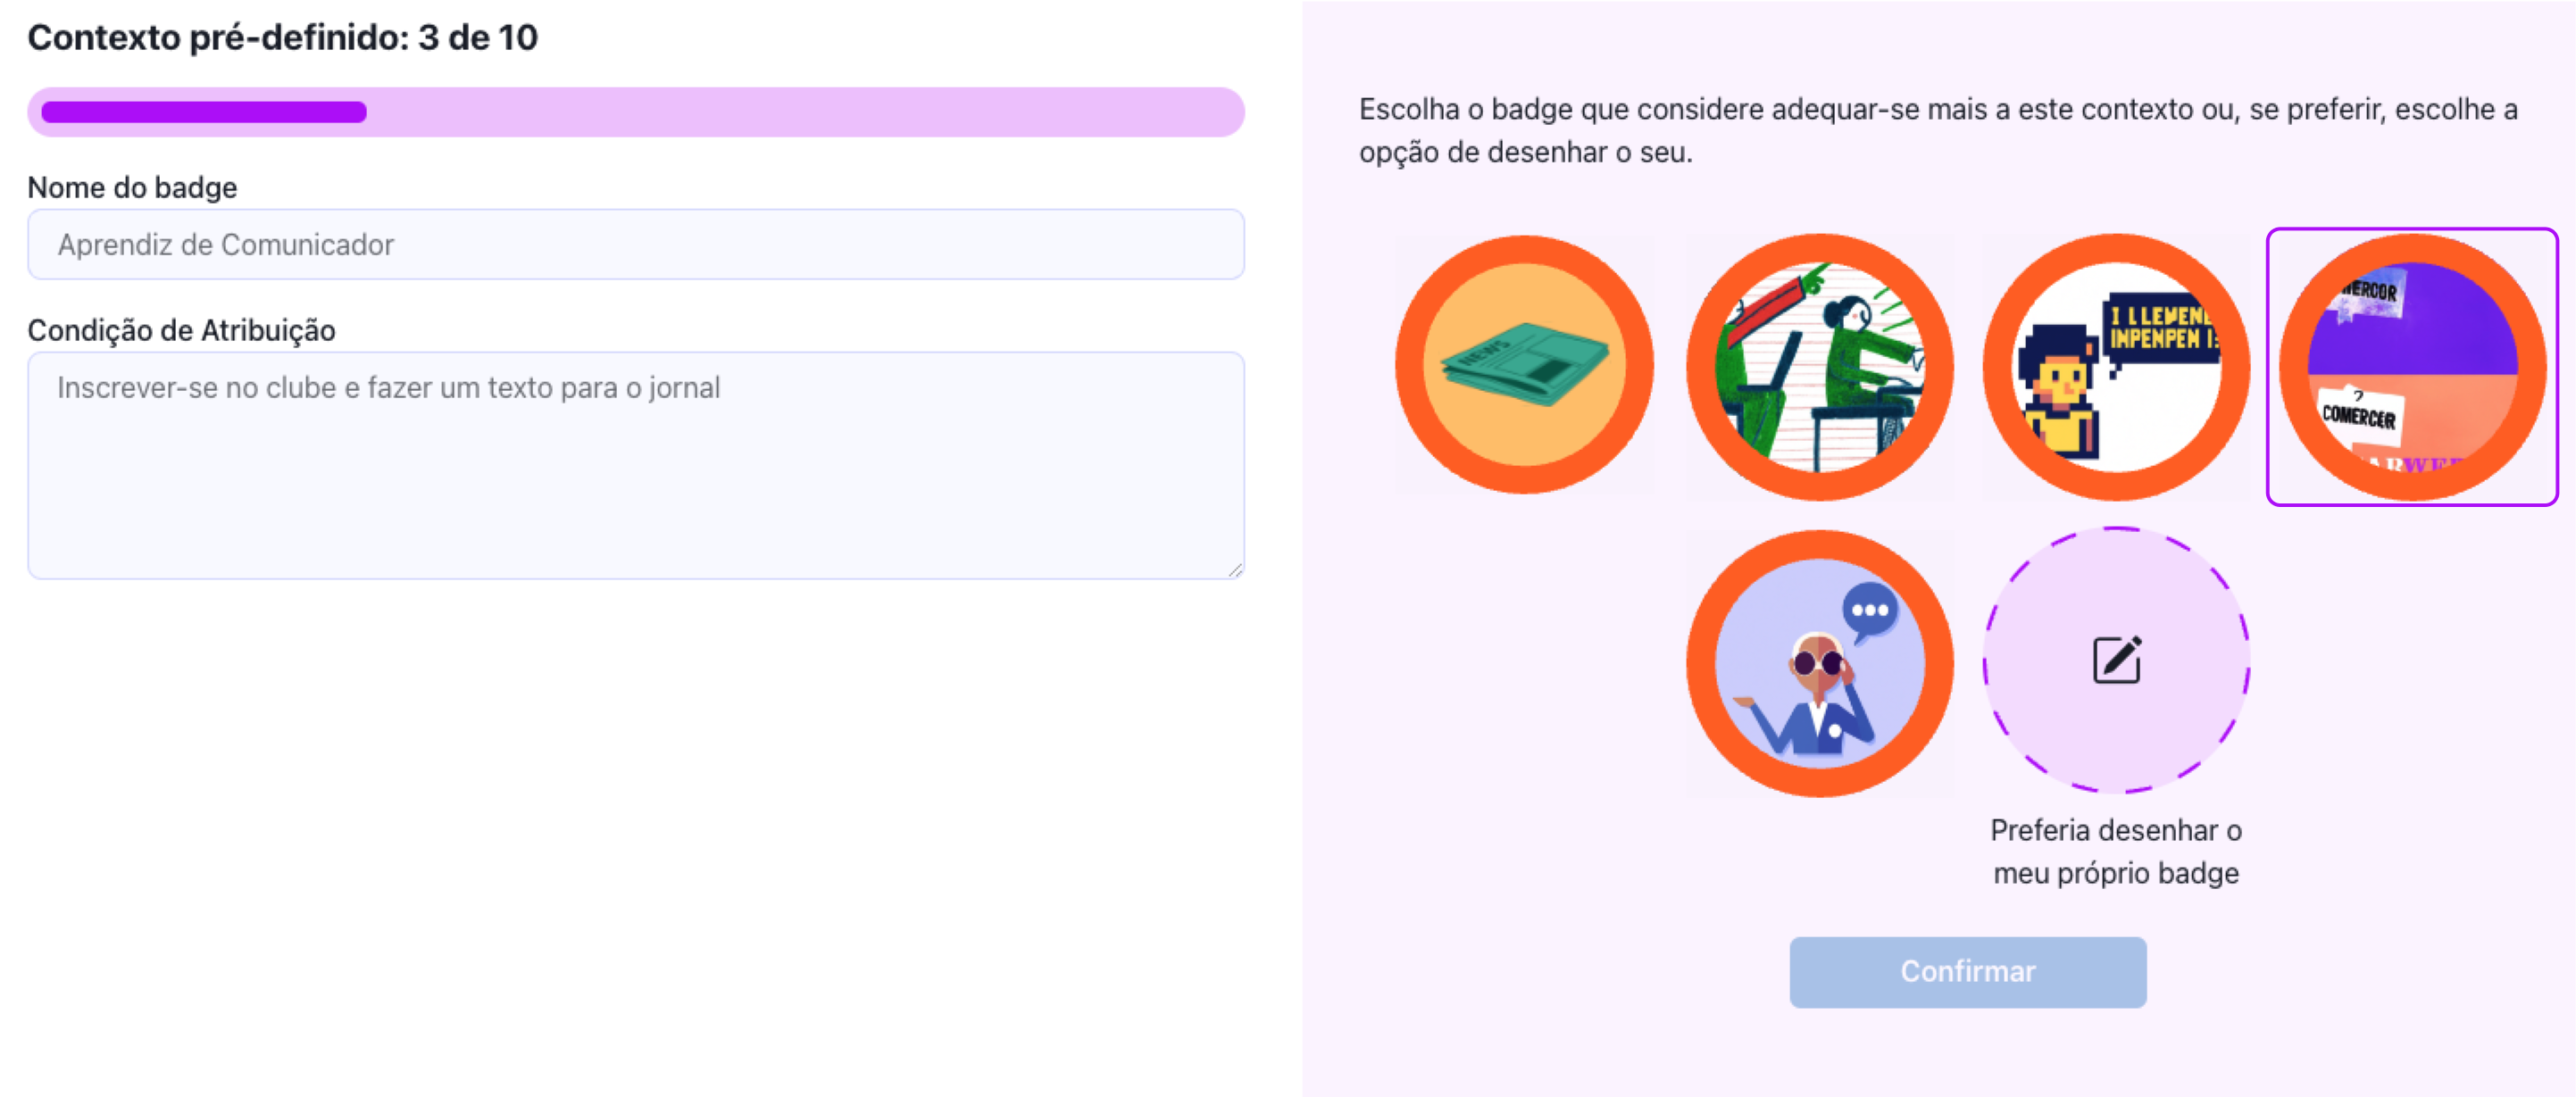 Contexto pré-definido: 3 de 10
Nome do badge
Aprendiz de Comunicador
Condição de Atribuição
Inscrever-se no clube e fazer um texto para o jornal
Escolha o badge que considere adequar-se mais a este contexto ou, se preferir, escolhe a
opção de desenhar o seu.
NEWS
I LLEMENE
INPENPEN I
MERCOR
?
COMERCER
ARWE
Preferia desenhar o
meu próprio badge
Confirmar